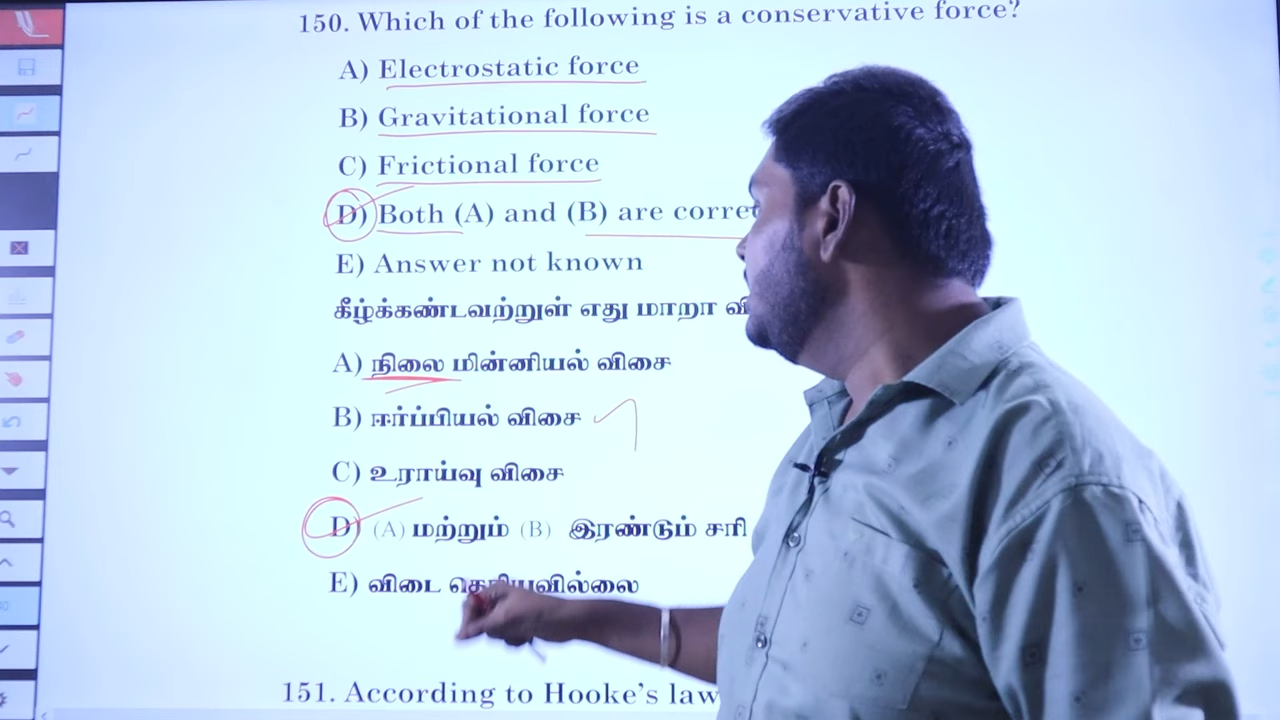 150. Which of the following is a conservative force?
A) Electrostatic force
B) Gravitational force
C) Frictional force
D) Both (A) and (B) are
E) Answer not known
கீழ்க்கண்டவற்றுள் எது மாறா
A) நிலை மின்னியல் விசை
B) ஈர்ப்பியல் விசை
C) உராய்வு விசை
D) (A) மற்றும் (B) இரண்டும் சரி
E) விடை தெரியவில்லை
151. According to Hooke's law